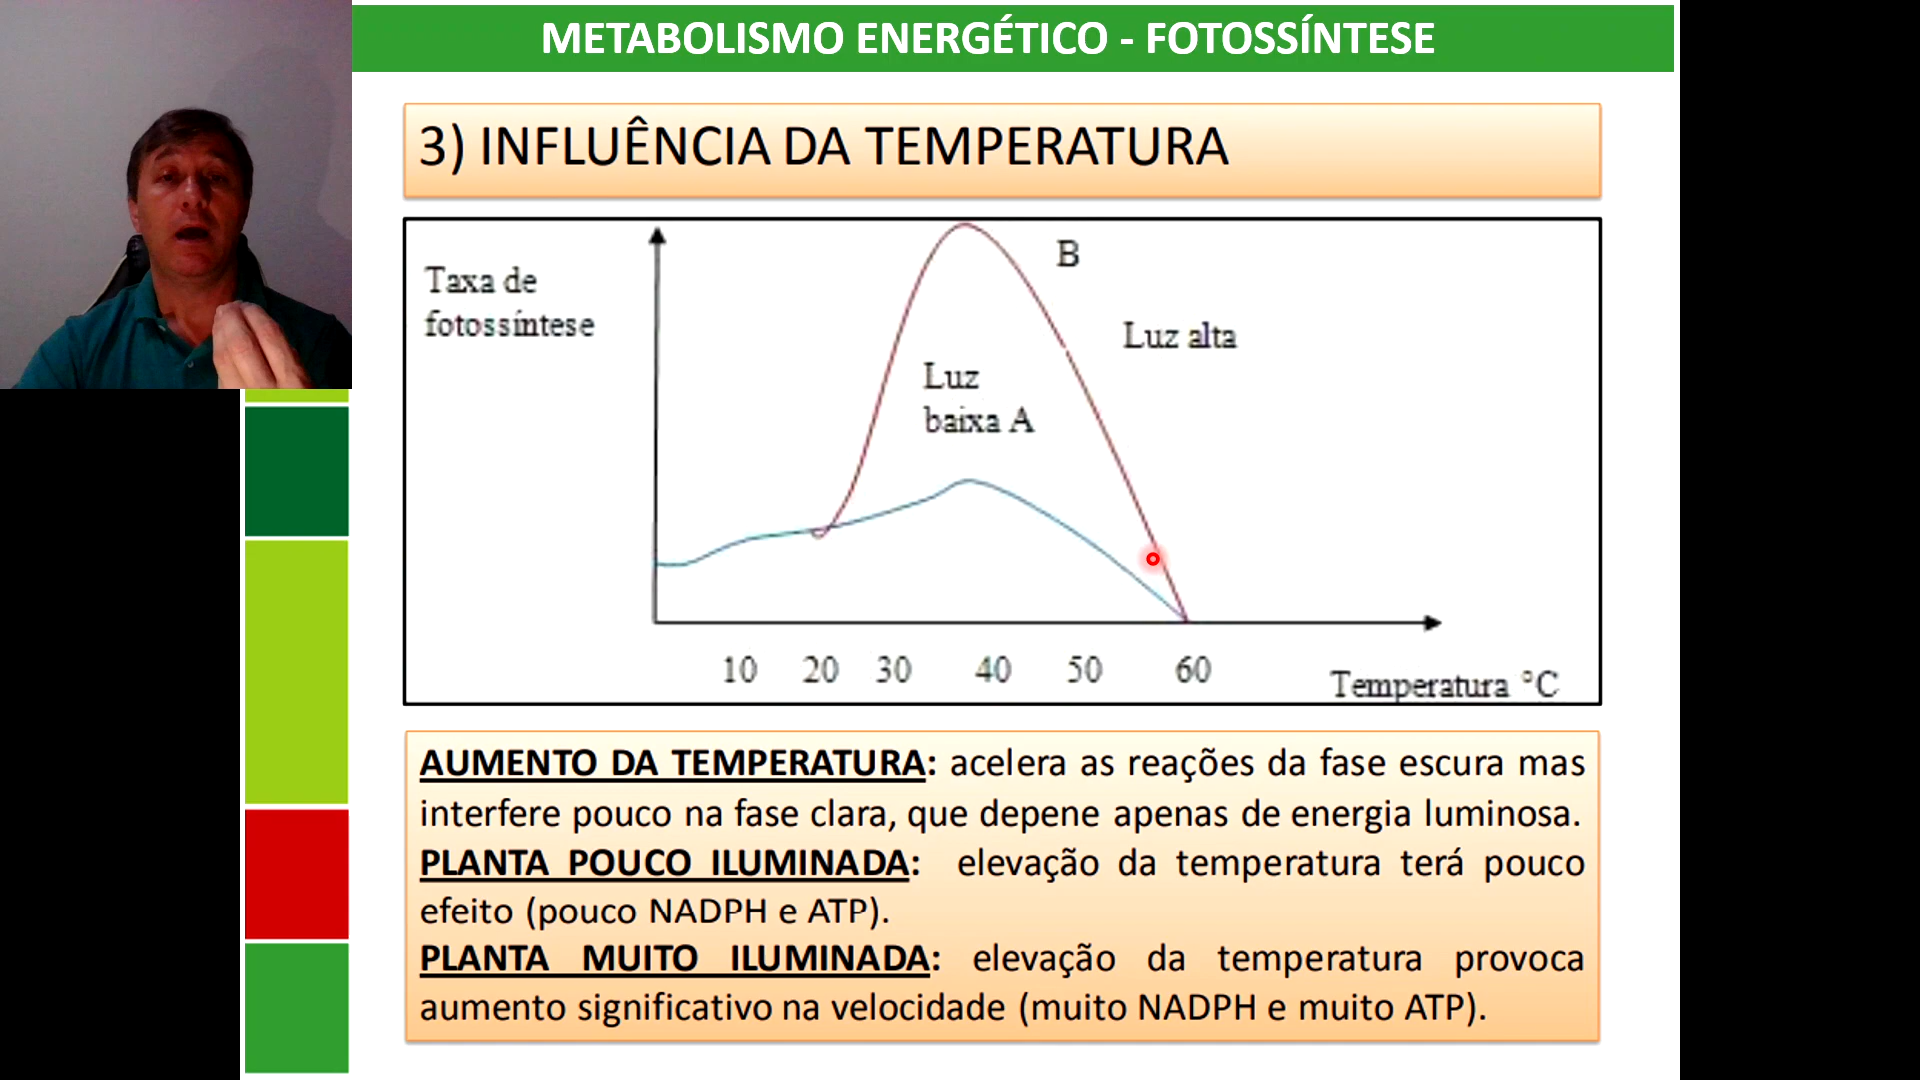 METABOLISMO ENERGÉTICO - FOTOSSÍNTESE
3) INFLUÊNCIA DA TEMPERATURA
Taxa de
fotossíntese
B
Luz alta
Luz
baixa A
10 20 30 40 50 60
Temperatura °C
AUMENTO DA TEMPERATURA: acelera as reações da fase escura mas
interfere pouco na fase clara, que depene apenas de energia luminosa.
PLANTA POUCO ILUMINADA: elevação da temperatura terá pouco
efeito (pouco NADPH e ATP).
PLANTA MUITO ILUMINADA: elevação da temperatura provoca
aumento significativo na velocidade (muito NADPH e muito ATP).